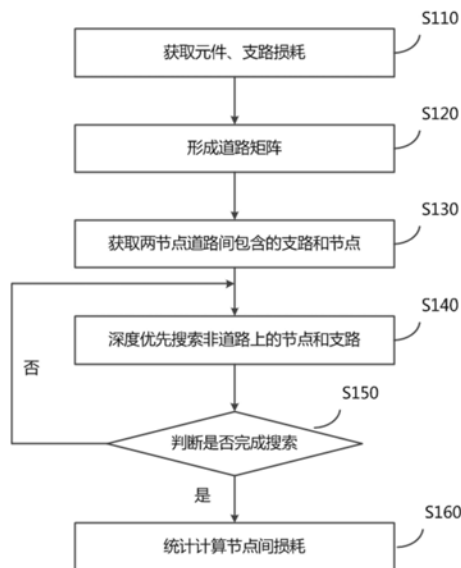 S110
获取元件、支路损耗
S120
形成道路矩阵
S130
获取两节点道路间包含的支路和节点
S140
深度优先搜索非道路上的节点和支路
否
S150
判断是否完成搜索
是
S160
统计计算节点间损耗